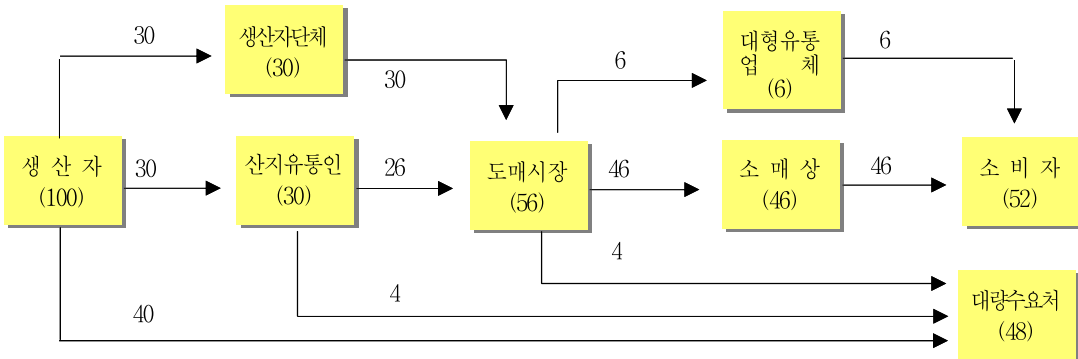 30
생산자단체
(30)
30
6
대형유통
업 체
(6)
6
생 산 자
(100)
30
산지유통인
(30)
26
도매시장
(56)
46
소 매 상
(46)
46
소 비 자
(52)
4
4
40
대량수요처
(48)